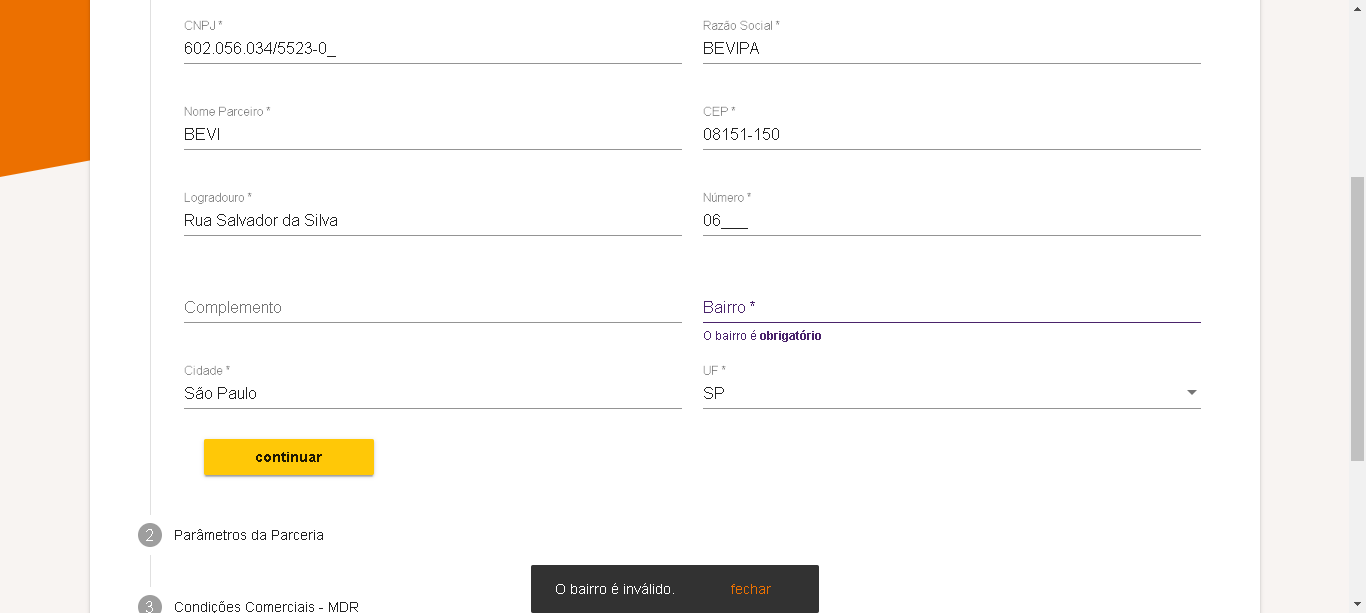 CNPJ *
Razão Social *
602.056.034/5523-0_
BEVIPA
Nome Parceiro *
CEP *
BEVI
08151-150
Logradouro *
Número *
Rua Salvador da Silva
06___
Complemento
Bairro *
O bairro é obrigatório
Cidade *
UF *
São Paulo
SP
continuar
2 Parâmetros da Parceria
O bairro é inválido. fechar
3 Condições Comerciais - MDR